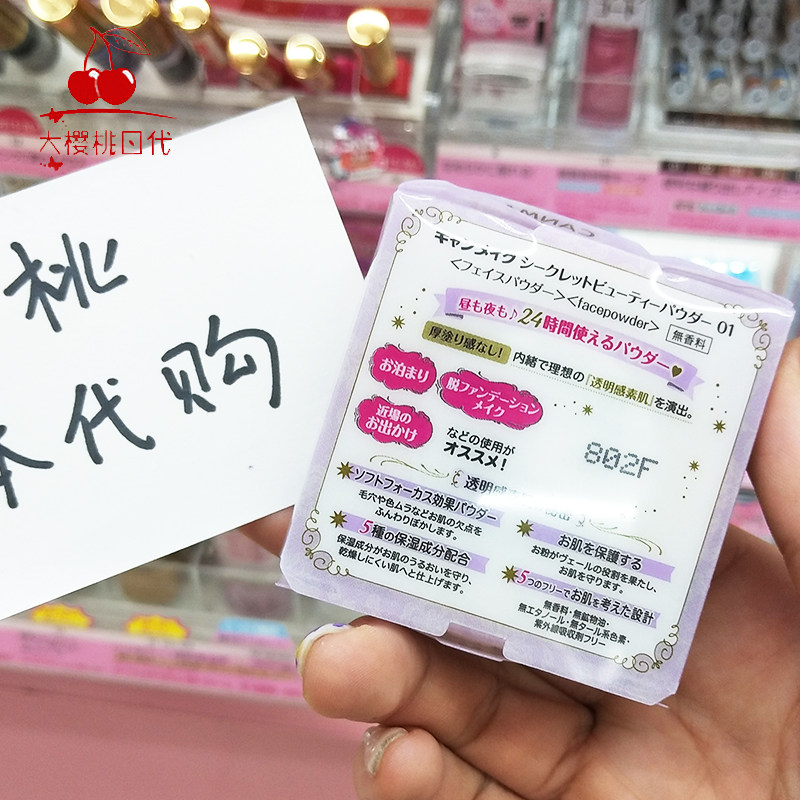 大樱桃日代
桃
本代购
CANMA
キャンメイク シークレットビューティーパウダー 01
<フェイスパウダー><facepowder>
無香料
昼も夜も♪24時間使えるパウダー♥
厚塗り感なし!
内緒で理想の『透明感素肌』を演出。
お泊まり
脱ファンデーション
メイク
近場の
お出かけ
などの使用が
オススメ!
802F
透明感
ソフトフォーカス効果パウダー
毛穴や色ムラなどお肌の欠点を
ふんわりぼかします。
5種の保湿成分配合
保湿成分がお肌のうるおいを守り、
乾燥しにくい肌へと仕上げます。
お肌を保護する
お粉がヴェールの役割を果たし、
お肌を守ります。
5つのフリーでお肌を考えた設計
無香料・無鉱物油・
無エタノール・無タール系色素・
紫外線吸収剤フリー